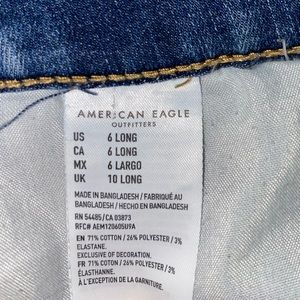 AMERICAN EAGLE
OUTFITTERS
US 6 LONG
CA 6 LONG
MX 6 LARGO
UK 10 LONG
MADE IN BANGLADESH / FABRIQUÉ AU
BANGLADESH / HECHO EN BANGLADESH
RN 54485/CA 03873
RFC# AEM120605U9A
EN: 71% COTTON / 26% POLYESTER / 3%
ELASTANE.
EXCLUSIVE OF DECORATION.
FR: 71% COTON / 26% POLYESTER / 3%
ÉLASTHANNE.
À L'EXCEPTION DE LA GARNITURE.